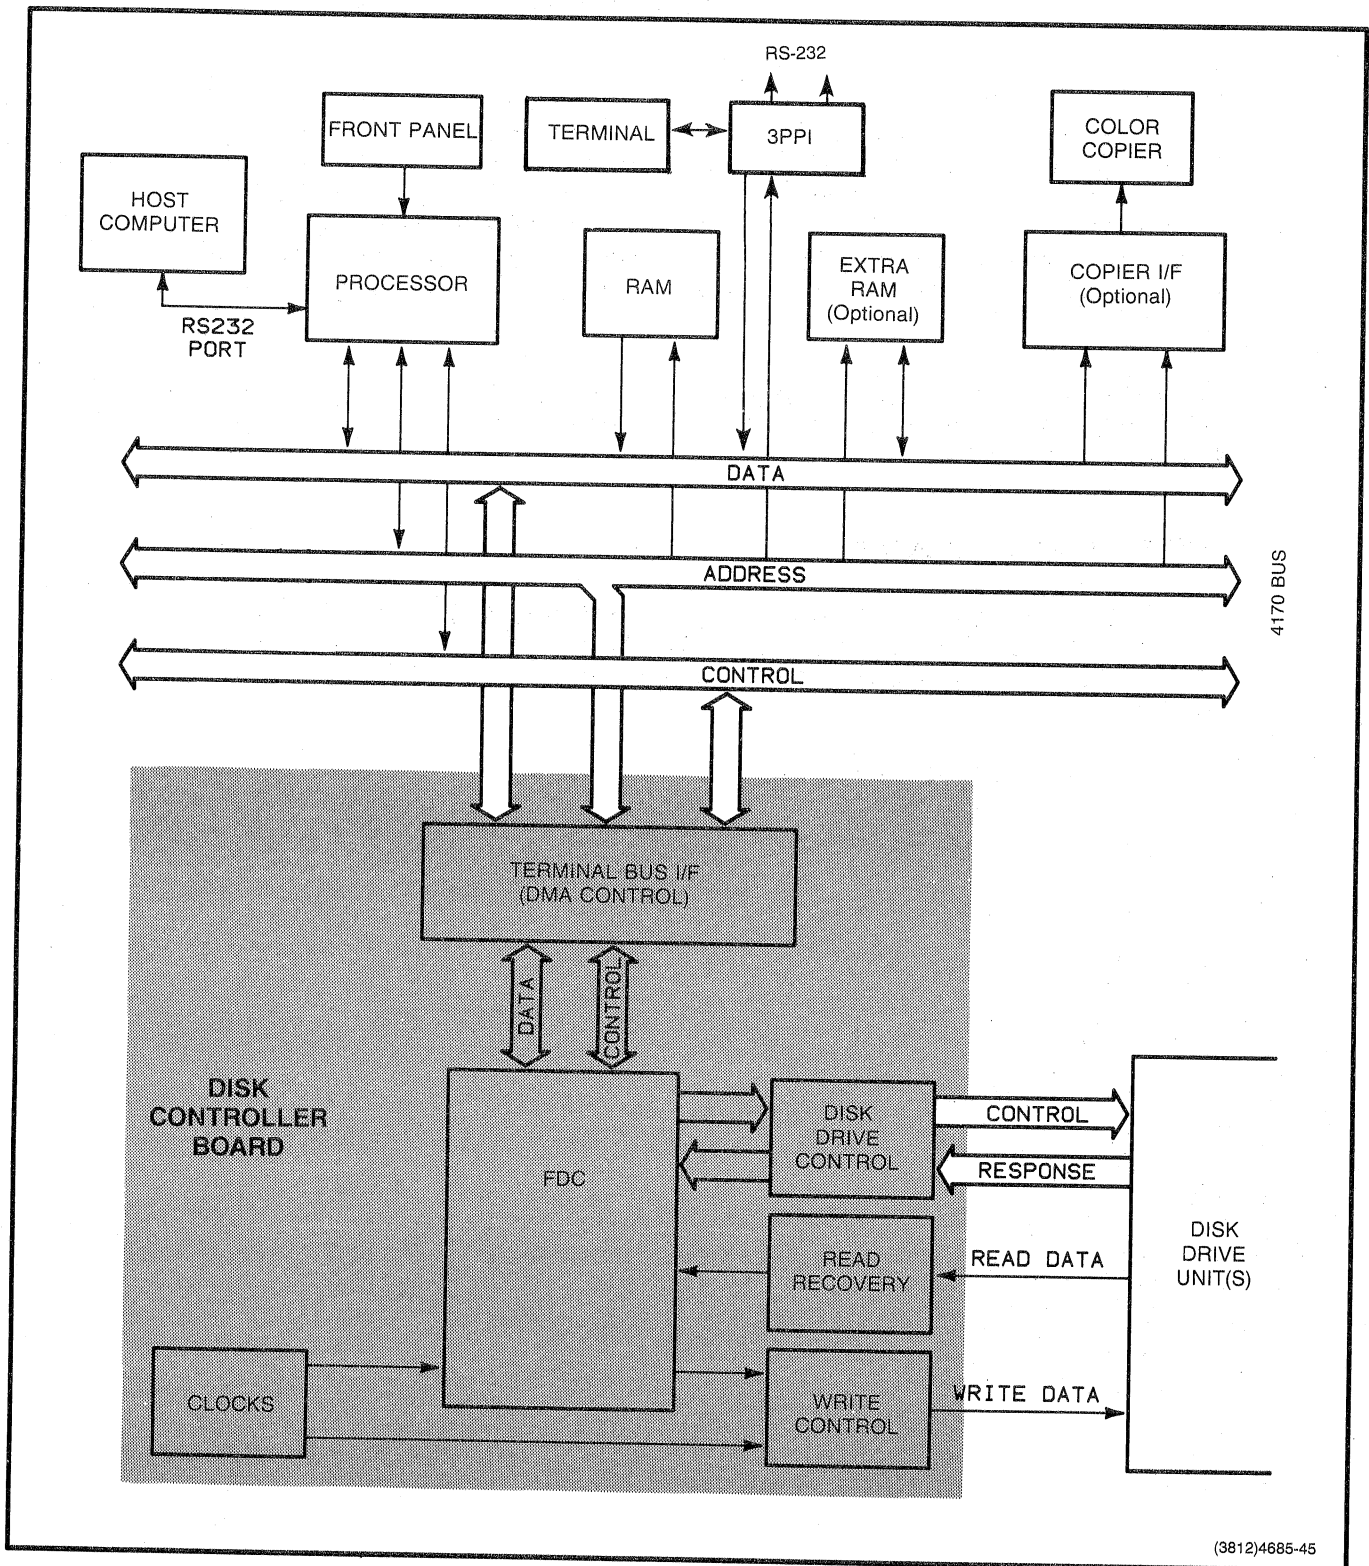 RS-232
FRONT PANEL
TERMINAL
3PPI
COLOR
COPIER
HOST
COMPUTER
PROCESSOR
RAM
EXTRA
RAM
(Optional)
COPIER I/F
(Optional)
RS232
PORT
DATA
ADDRESS
4170 BUS
CONTROL
TERMINAL BUS I/F
(DMA CONTROL)
DATA
CONTROL
DISK
CONTROLLER
BOARD
FDC
DISK
DRIVE
CONTROL
CONTROL
RESPONSE
READ
RECOVERY
READ DATA
DISK
DRIVE
UNIT(S)
CLOCKS
WRITE
CONTROL
WRITE DATA
(3812)4685-45